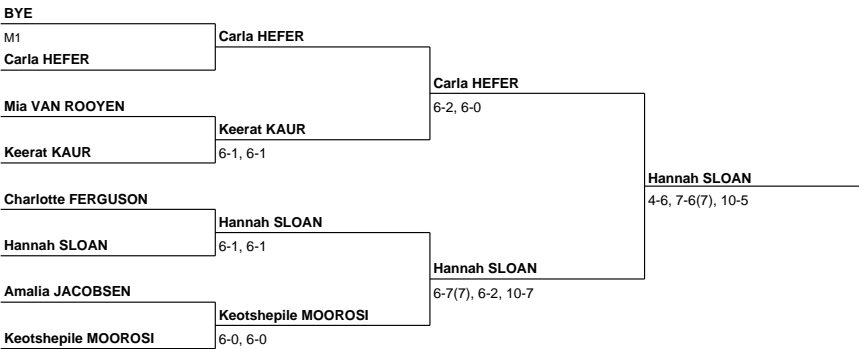 BYE
M1
Carla HEFER
Carla HEFER
Carla HEFER
6-2, 6-0
Mia VAN ROOYEN
Keerat KAUR
6-1, 6-1
Keerat KAUR
Hannah SLOAN
4-6, 7-6(7), 10-5
Charlotte FERGUSON
Hannah SLOAN
6-1, 6-1
Hannah SLOAN
Hannah SLOAN
6-7(7), 6-2, 10-7
Amalia JACOBSEN
Keotshepile MOOROSI
6-0, 6-0
Keotshepile MOOROSI